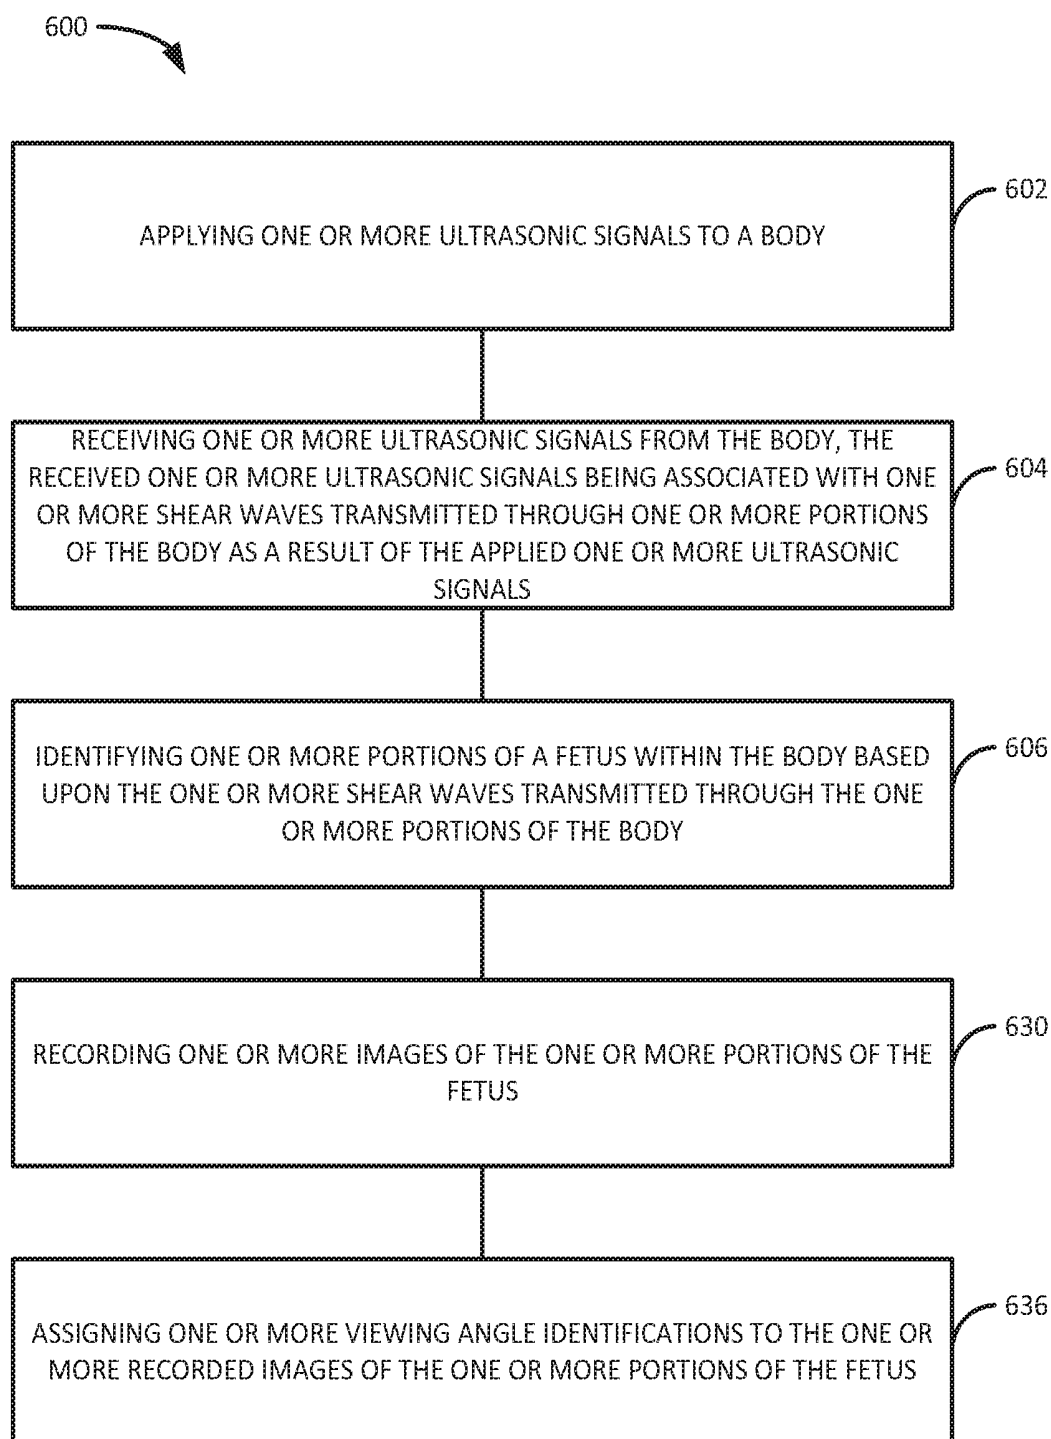 600
APPLYING ONE OR MORE ULTRASONIC SIGNALS TO A BODY
602
RECEIVING ONE OR MORE ULTRASONIC SIGNALS FROM THE BODY, THE
RECEIVED ONE OR MORE ULTRASONIC SIGNALS BEING ASSOCIATED WITH ONE
OR MORE SHEAR WAVES TRANSMITTED THROUGH ONE OR MORE PORTIONS
OF THE BODY AS A RESULT OF THE APPLIED ONE OR MORE ULTRASONIC
SIGNALS
604
IDENTIFYING ONE OR MORE PORTIONS OF A FETUS WITHIN THE BODY BASED
UPON THE ONE OR MORE SHEAR WAVES TRANSMITTED THROUGH THE ONE
OR MORE PORTIONS OF THE BODY
606
RECORDING ONE OR MORE IMAGES OF THE ONE OR MORE PORTIONS OF THE
FETUS
630
ASSIGNING ONE OR MORE VIEWING ANGLE IDENTIFICATIONS TO THE ONE OR
MORE RECORDED IMAGES OF THE ONE OR MORE PORTIONS OF THE FETUS
636